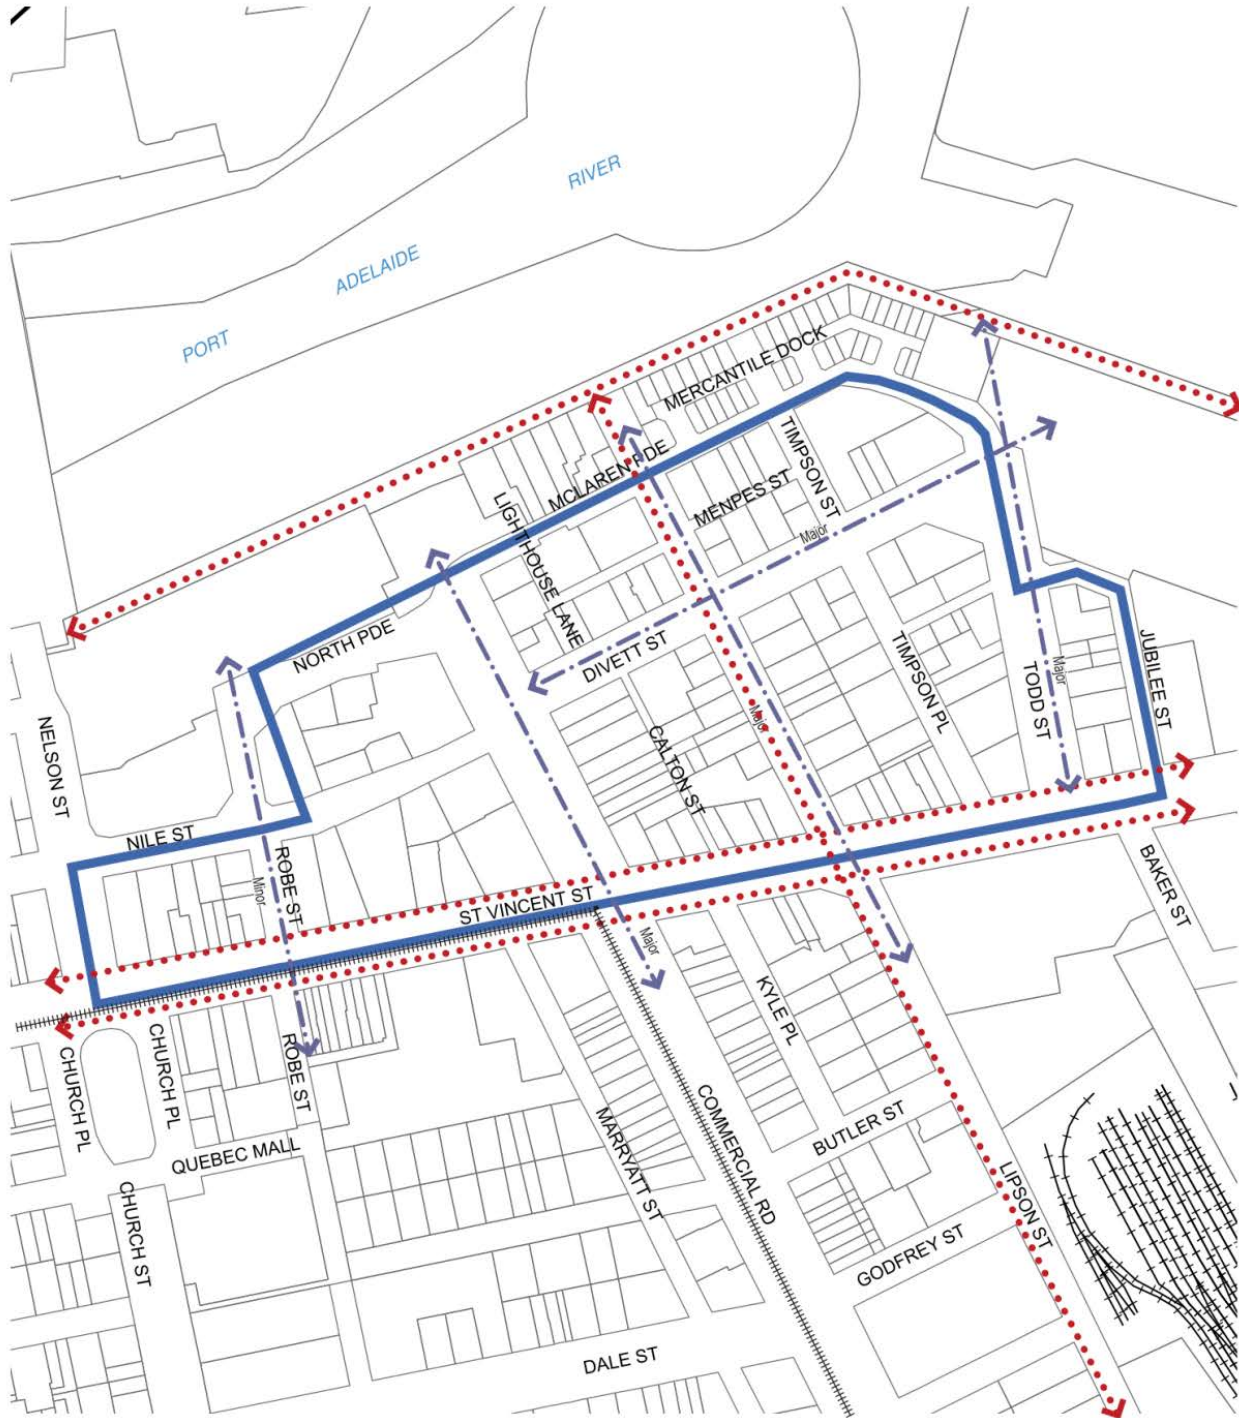 RIVER
ADELAIDE
PORT
MERCANTILE DOCK
TIMPSON ST
MCLAREN PDE
MENPES ST
LIGHTHOUSE LANE
Major
NORTH PDE
DIVETT ST
JUBILEE ST
TIMPSON PL
TODD ST
Major
NELSON ST
CALTON ST
Major
NILE ST
ROBE ST
Minor
ST VINCENT ST
BAKER ST
Major
KYLE PL
CHURCH PL
CHURCH PL
ROBE ST
QUEBEC MALL
MARRYATT ST
COMMERCIAL RD
BUTLER ST
LIPSON ST
CHURCH ST
GODFREY ST
DALE ST